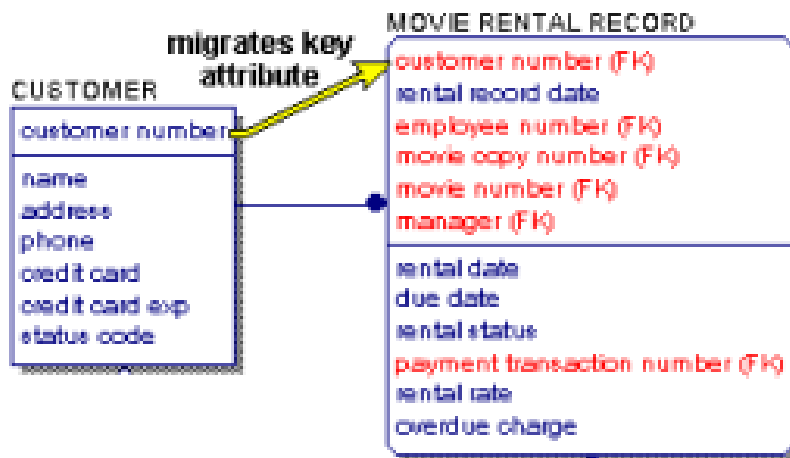 migrates key
attribute
CUSTOMER
customer number
name
address
phone
credit card
credit card exp
status code
MOVIE RENTAL RECORD
customer number (FK)
rental record date
employee number (FK)
movie copy number (FK)
movie number (FK)
manager (FK)
rental date
due date
rental status
payment transaction number (FK)
rental rate
overdue charge